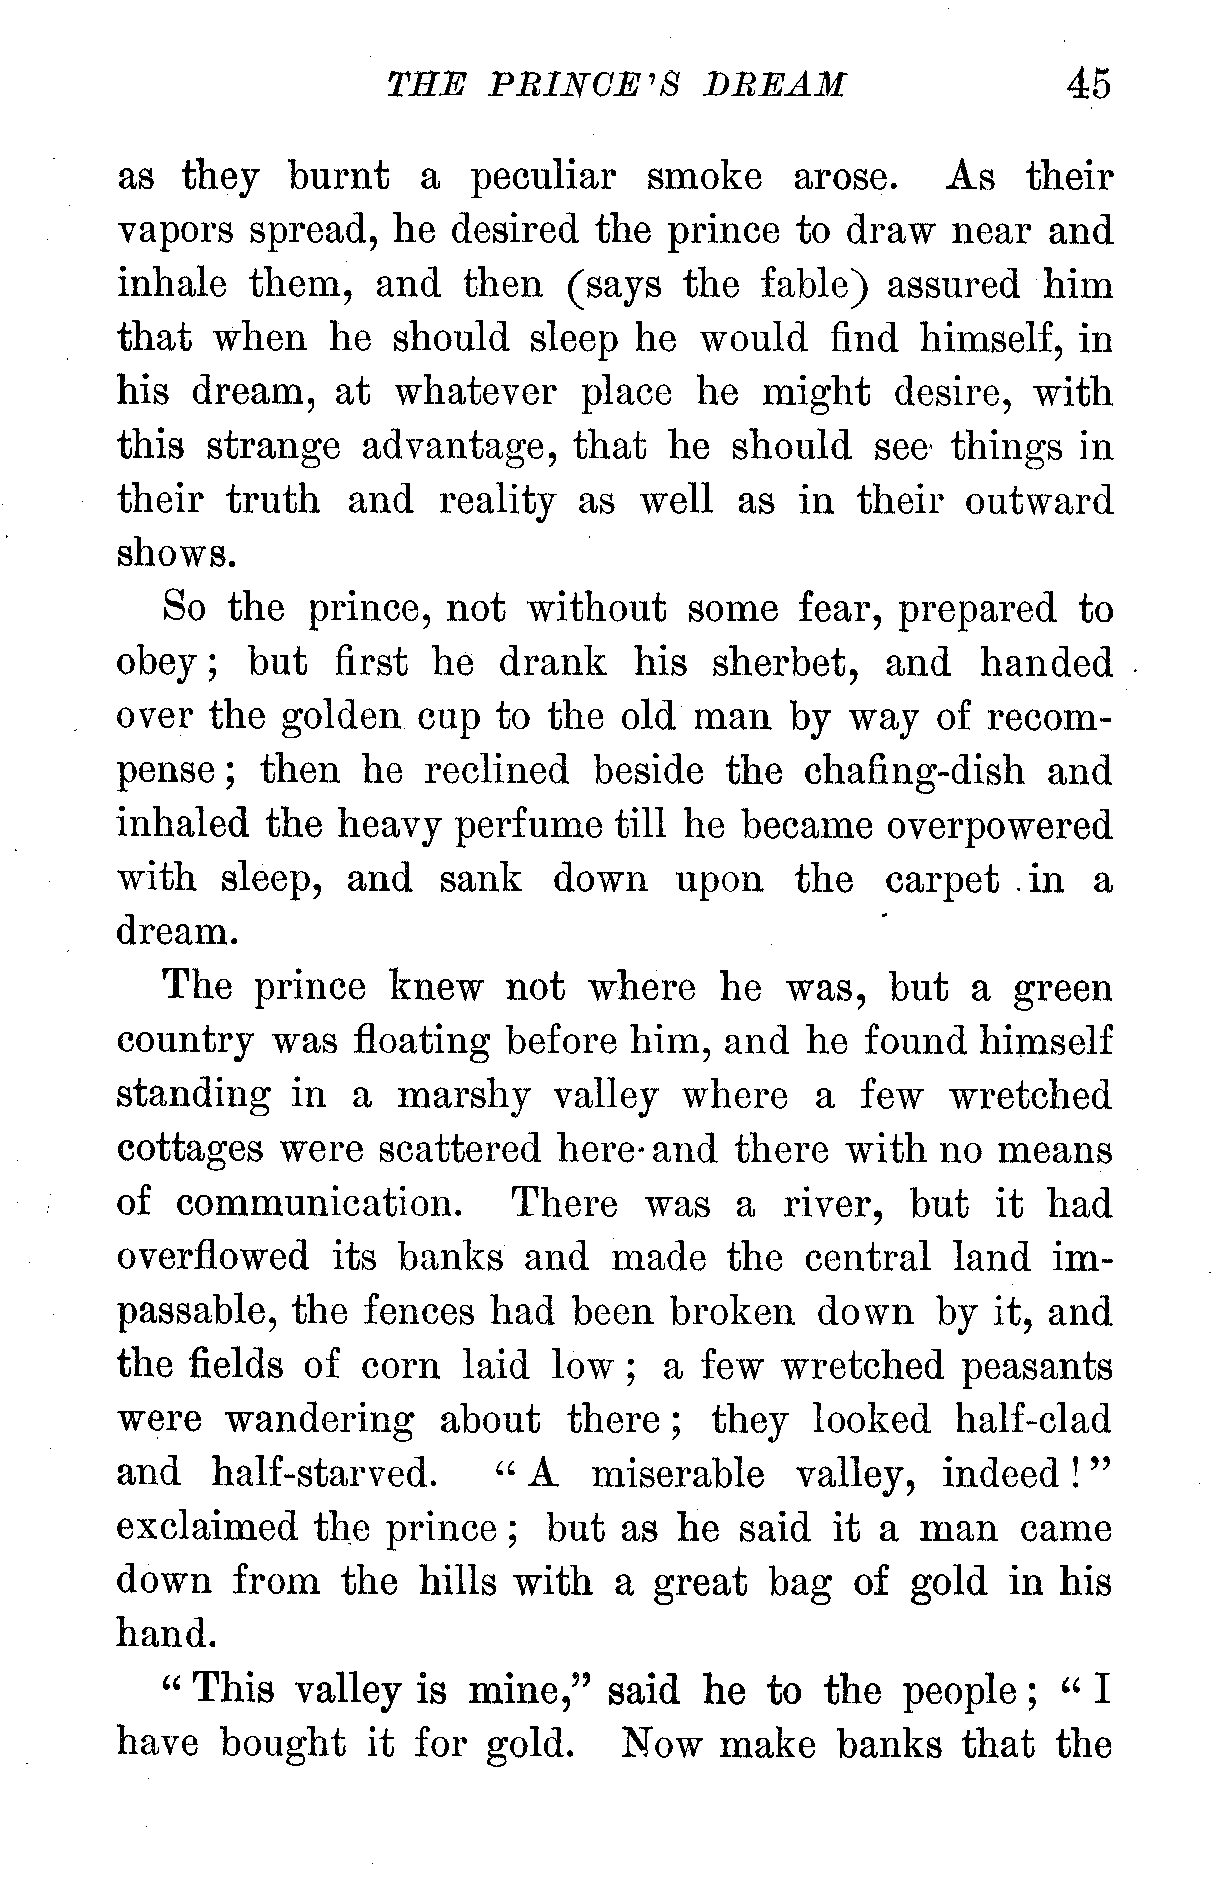 THE PRINCE'S DREAM 45
as they burnt a peculiar smoke arose. As their
vapors spread, he desired the prince to draw near and
inhale them, and then (says the fable) assured him
that when he should sleep he would find himself, in
his dream, at whatever place he might desire, with
this strange advantage, that he should see things in
their truth and reality as well as in their outward
shows.
So the prince, not without some fear, prepared to
obey; but first he drank his sherbet, and handed
over the golden cup to the old man by way of recom-
pense; then he reclined beside the chafing-dish and
inhaled the heavy perfume till he became overpowered
with sleep, and sank down upon the carpet in a
dream.
The prince knew not where he was, but a green
country was floating before him, and he found himself
standing in a marshy valley where a few wretched
cottages were scattered here and there with no means
of communication. There was a river, but it had
overflowed its banks and made the central land im-
passable, the fences had been broken down by it, and
the fields of corn laid low; a few wretched peasants
were wandering about there; they looked half-clad
and half-starved. "A miserable valley, indeed!"
exclaimed the prince; but as he said it a man came
down from the hills with a great bag of gold in his
hand.
"This valley is mine," said he to the people; "I
have bought it for gold. Now make banks that the